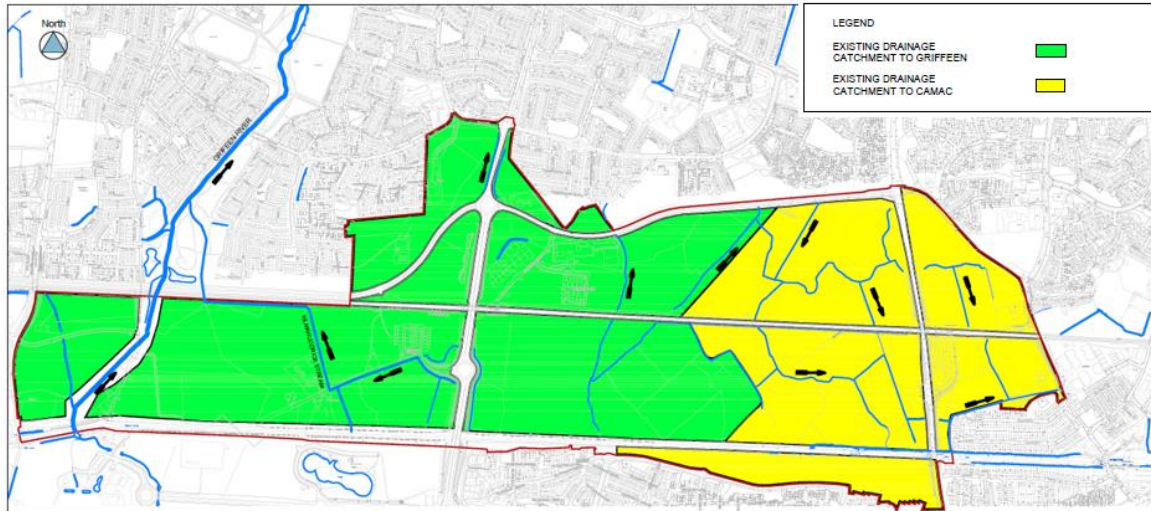 North
LEGEND
EXISTING DRAINAGE
CATCHMENT TO GRIFFEEN
EXISTING DRAINAGE
CATCHMENT TO CAMAC
GRIFFEEN RIVER